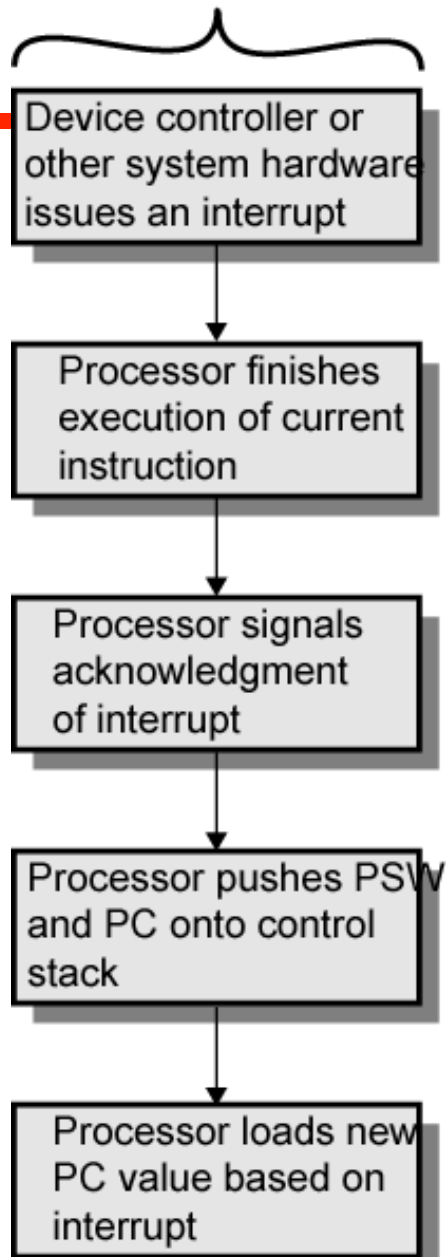 Device controller or
other system hardware
issues an interrupt
Processor finishes
execution of current
instruction
Processor signals
acknowledgment
of interrupt
Processor pushes PSW
and PC onto control
stack
Processor loads new
PC value based on
interrupt